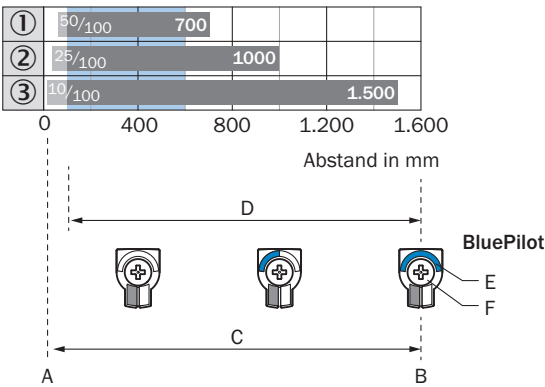 ① 50/100 700
② 25/100 1000
③ 10/100 1.500
0 400 800 1.200 1.600
Abstand in mm
D
BluePilot
E
F
C
A B